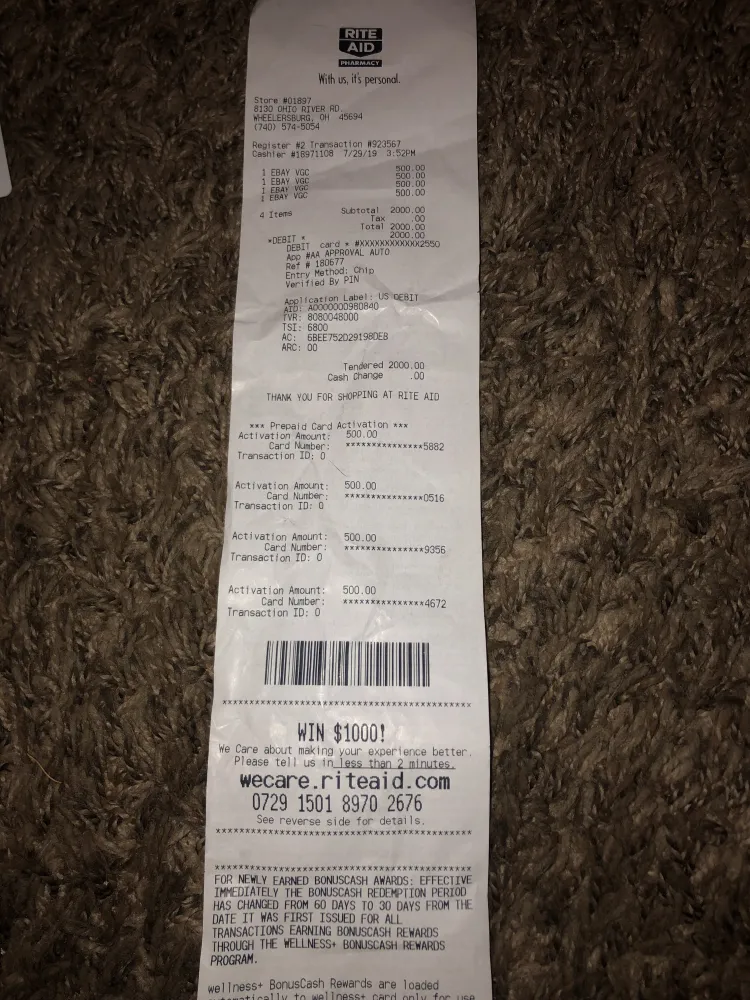 RITE
AID
PHARMACY
With us, it's personal.
Store #01897
8130 OHIO RIVER RD.
WHEELERSBURG, OH 45694
(740) 574-5054
Register #2 Transaction #923567
Cashier #18971108 7/29/19 3:52PM
1 EBAY VGC 500.00
1 EBAY VGC 500.00
1 EBAY VGC 500.00
1 EBAY VGC 500.00
4 Items Subtotal 2000.00
Tax .00
Total 2000.00
*DEBIT * 2000.00
DEBIT card * #XXXXXXXXXXXX2550
App #AA APPROVAL AUTO
Ref # 180677
Entry Method: Chip
Verified By PIN
Application Label: US DEBIT
AID: A0000000980840
TVR: 8080048000
TSI: 6800
AC: 6BEE752D29198DEB
ARC: 00
Tendered 2000.00
Cash Change .00
THANK YOU FOR SHOPPING AT RITE AID
*** Prepaid Card Activation ***
Activation Amount: 500.00
Card Number: ***************5882
Transaction ID: 0
Activation Amount: 500.00
Card Number: ***************0516
Transaction ID: 0
Activation Amount: 500.00
Card Number: ***************9356
Transaction ID: 0
Activation Amount: 500.00
Card Number: ***************4672
Transaction ID: 0
***********************************
WIN $1000!
We Care about making your experience better.
Please tell us in less than 2 minutes.
wecare.riteaid.com
0729 1501 8970 2676
See reverse side for details.
***********************************
***********************************
FOR NEWLY EARNED BONUSCASH AWARDS: EFFECTIVE
IMMEDIATELY THE BONUSCASH REDEMPTION PERIOD
HAS CHANGED FROM 60 DAYS TO 30 DAYS FROM THE
DATE IT WAS FIRST ISSUED FOR ALL
TRANSACTIONS EARNING BONUSCASH REWARDS
THROUGH THE WELLNESS+ BONUSCASH REWARDS
PROGRAM.
wellness+ BonusCash Rewards are loaded
automatically to wellness+ card only for use